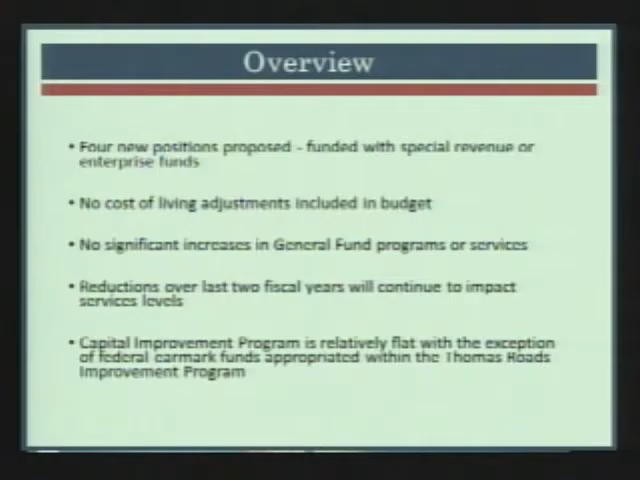 Overview
• Four new positions proposed - funded with special revenue or
enterprise funds
• No cost of living adjustments included in budget
• No significant increases in General Fund programs or services
• Reductions over last two fiscal years will continue to impact
services levels
• Capital Improvement Program is relatively flat with the exception
of federal earmark funds appropriated within the Thomas Roads
Improvement Program